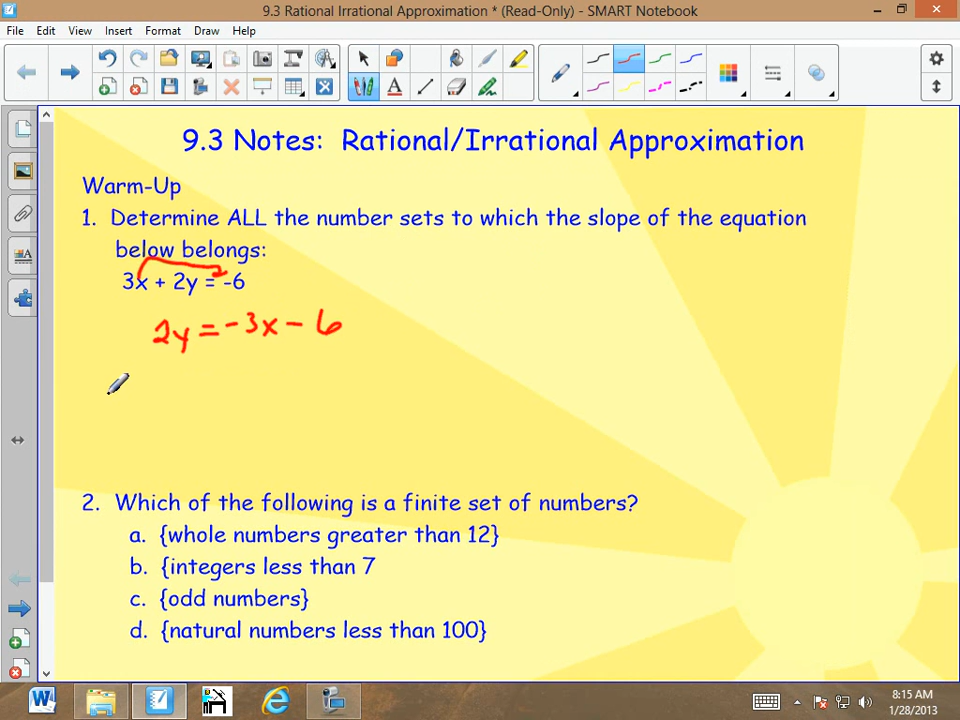 9.3 Rational Irrational Approximation * (Read-Only) - SMART Notebook
File Edit View Insert Format Draw Help
9.3 Notes: Rational/Irrational Approximation
Warm-Up
1. Determine ALL the number sets to which the slope of the equation
below belongs:
3x + 2y = -6
2y = -3x - 6
2. Which of the following is a finite set of numbers?
a. {whole numbers greater than 12}
b. {integers less than 7
c. {odd numbers}
d. {natural numbers less than 100}
8:15 AM
1/28/2013